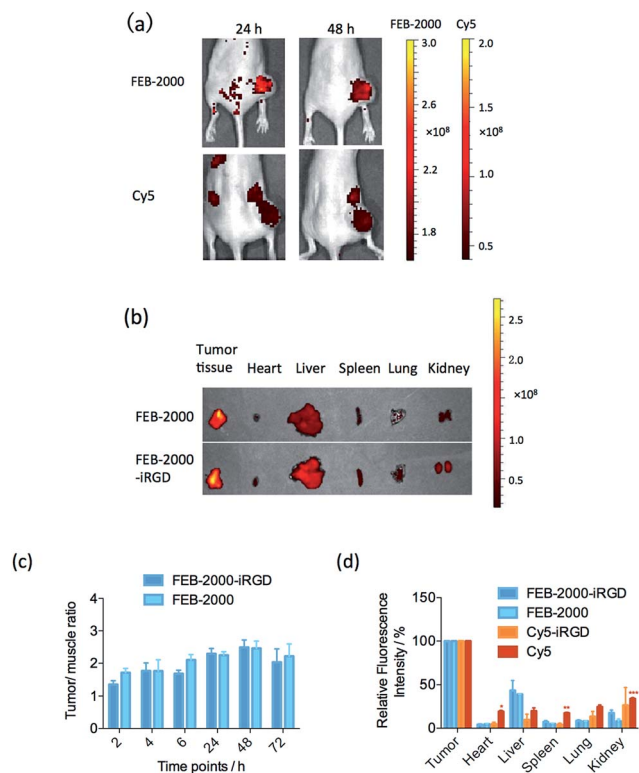 (a)
24 h
48 h
FEB-2000
Cy5
FEB-2000
Cy5
3.0
2.6
×10⁸
2.2
1.8
2.0
1.5
×10⁸
1.0
0.5
(b)
Tumor tissue
Heart
Liver
Spleen
Lung
Kidney
FEB-2000
FEB-2000
-iRGD
2.5
2.0
×10⁸
1.5
1.0
0.5
(c)
FEB-2000-iRGD
FEB-2000
Tumor/ muscle ratio
4
3
2
1
0
2
4
6
24
48
72
Time points / h
(d)
FEB-2000-iRGD
FEB-2000
Cy5-iRGD
Cy5
Relative Fluorescence
Intensity / %
150
100
50
0
*
**
***
Tumor
Heart
Liver
Spleen
Lung
Kidney